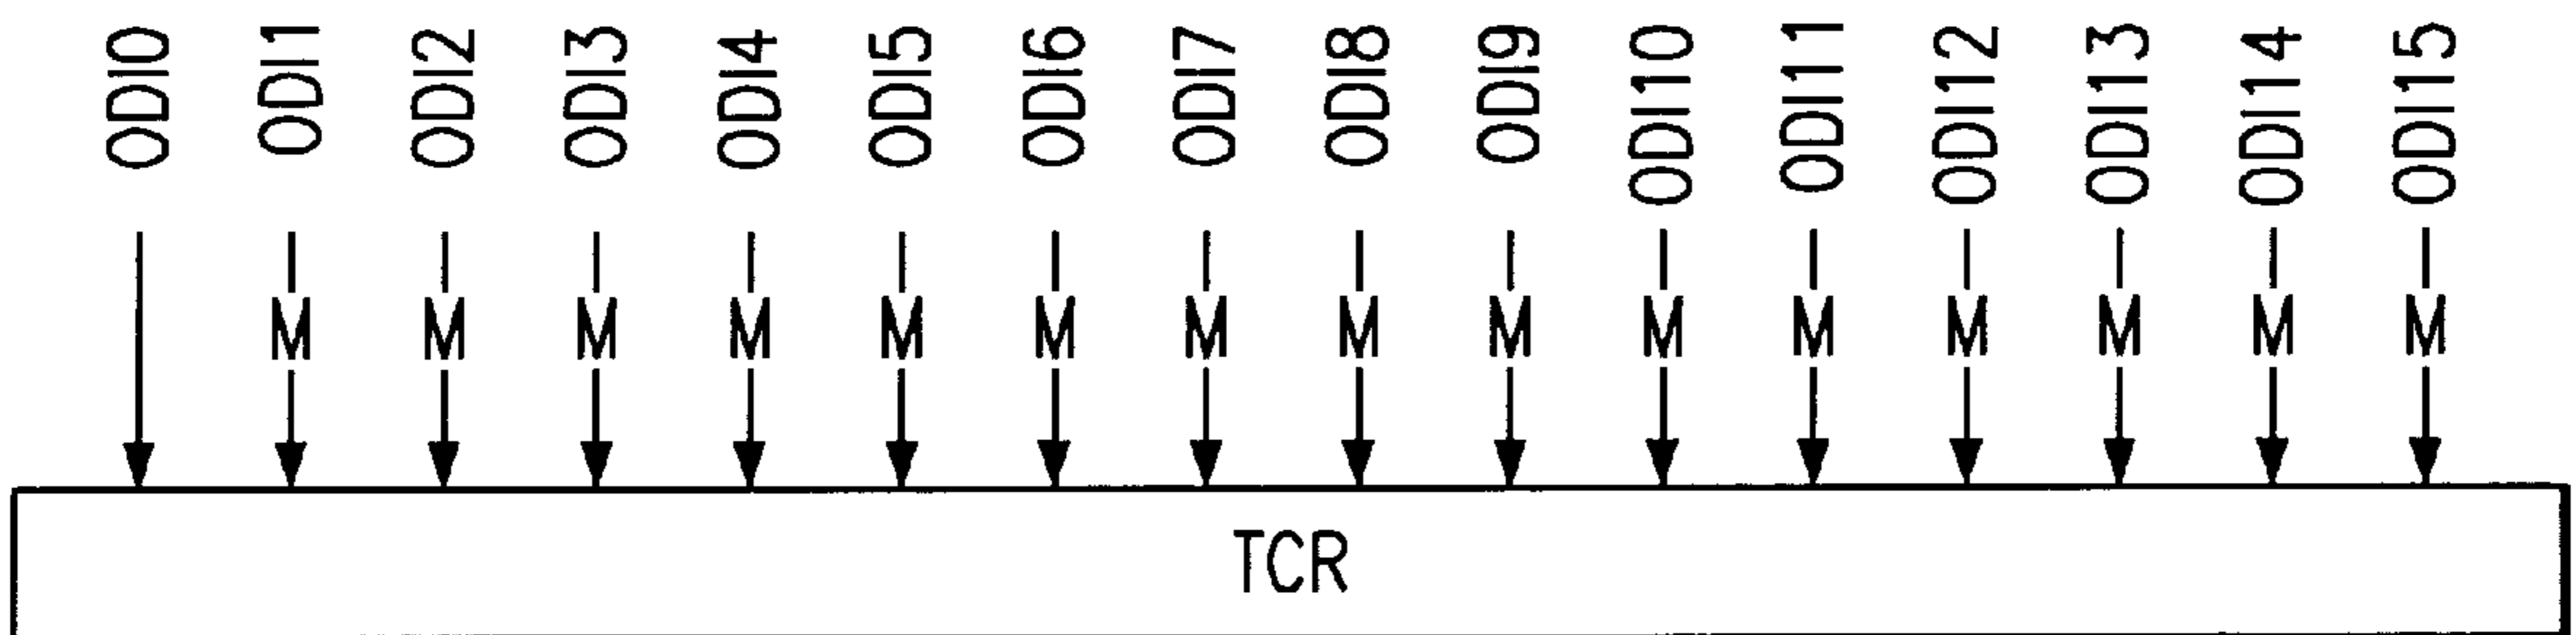 ODI0 ODI1 ODI2 ODI3 ODI4 ODI5 ODI6 ODI7 ODI8 ODI9 ODI10 ODI11 ODI12 ODI13 ODI14 ODI15
M M M M M M M M M M M M M M M
TCR